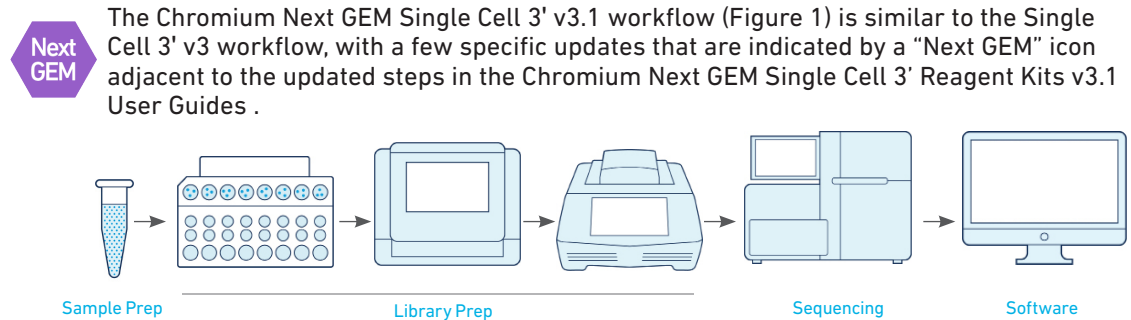 Next
GEM
The Chromium Next GEM Single Cell 3' v3.1 workflow (Figure 1) is similar to the Single
Cell 3' v3 workflow, with a few specific updates that are indicated by a “Next GEM” icon
adjacent to the updated steps in the Chromium Next GEM Single Cell 3’ Reagent Kits v3.1
User Guides .
Sample Prep
Library Prep
Sequencing
Software